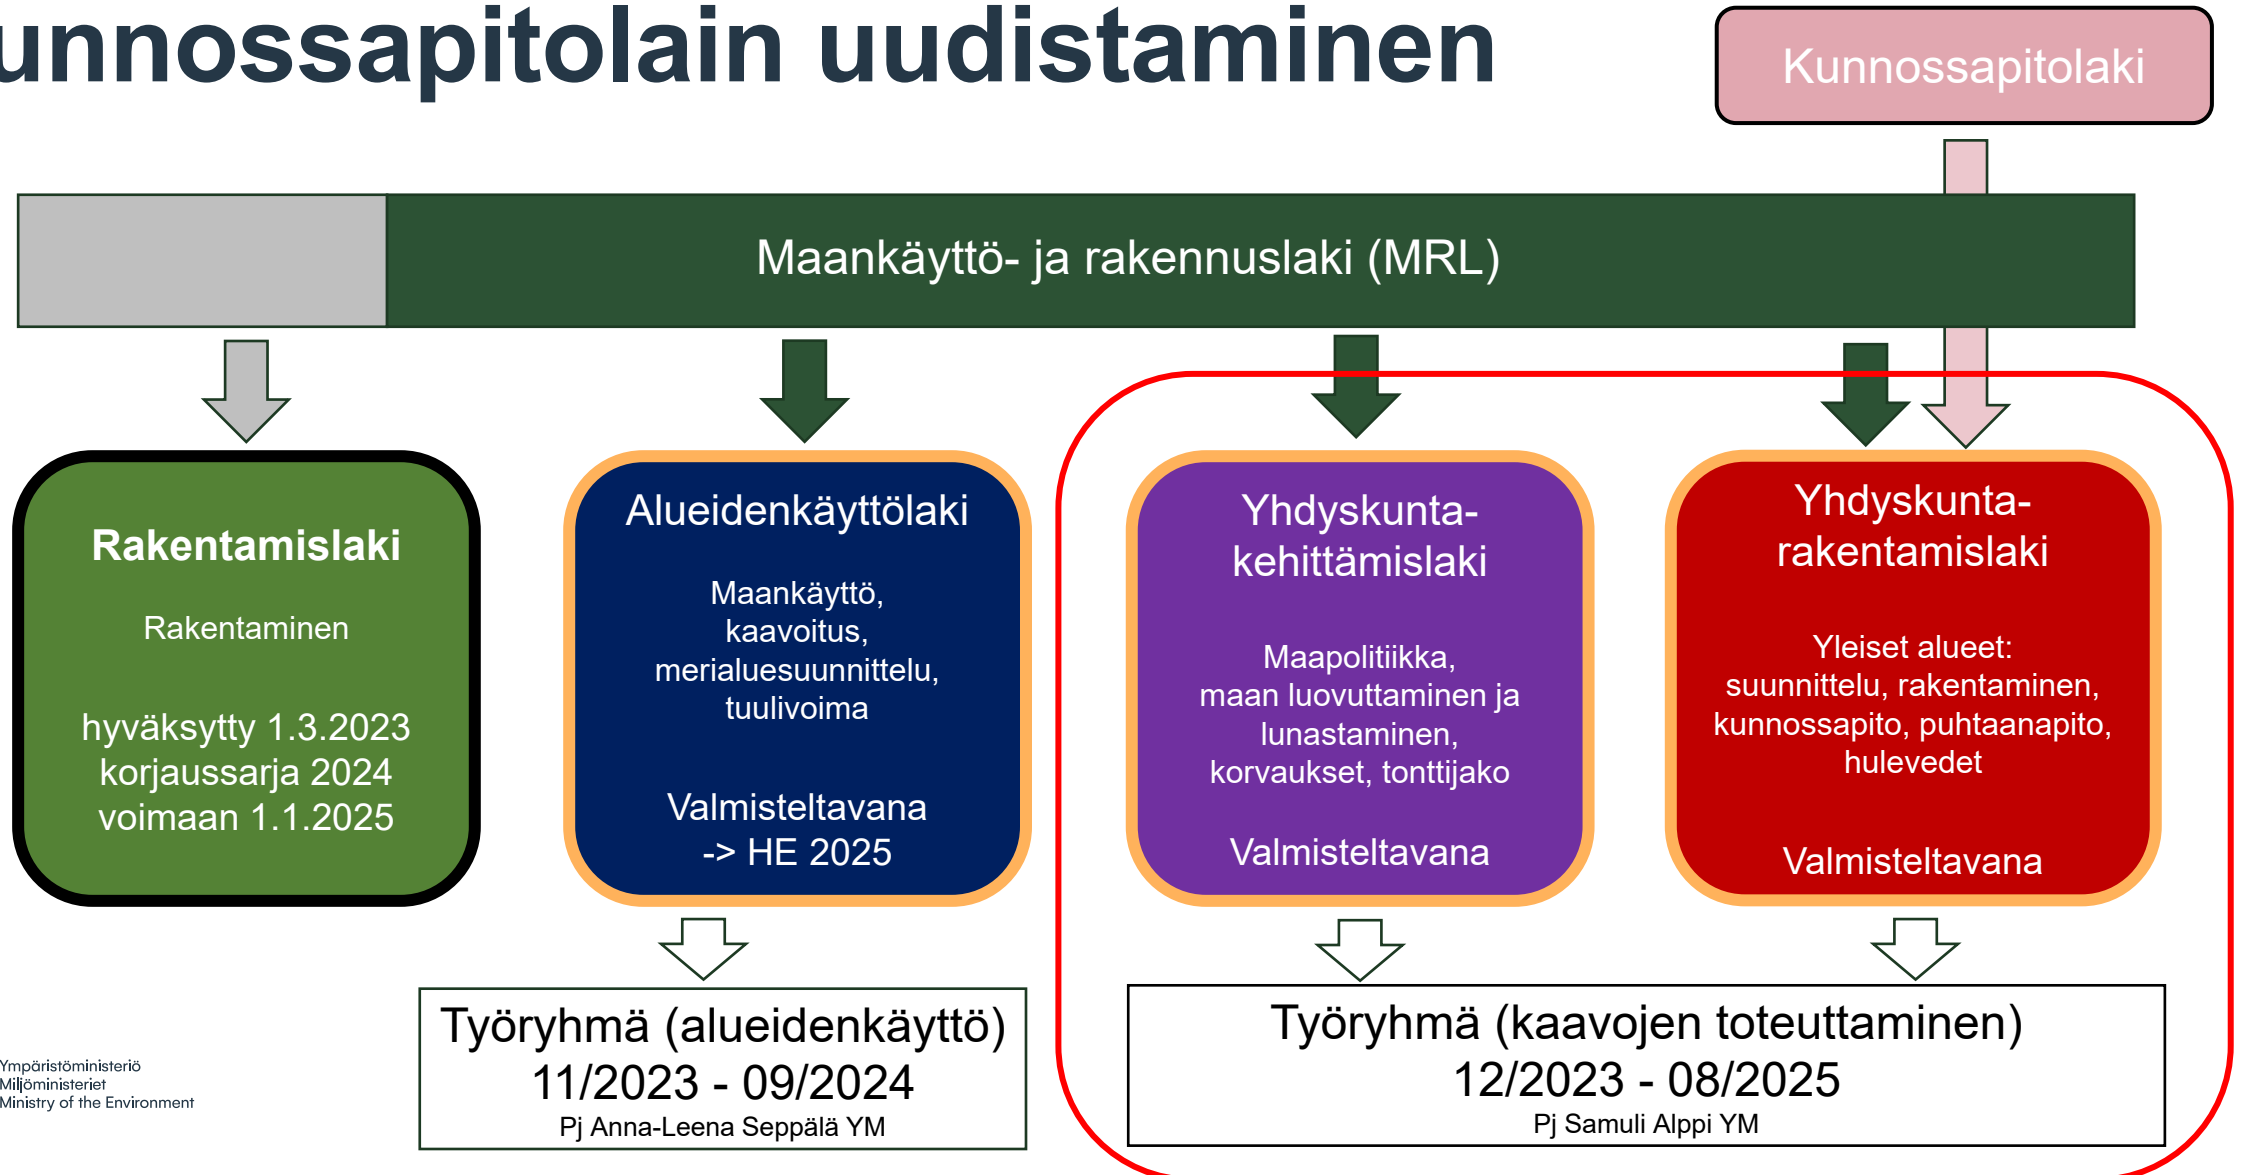 unnossapitolain uudistaminen
Kunnossapitolaki
Maankäyttö- ja rakennuslaki (MRL)
Rakentamislaki
Rakentaminen
hyväksytty 1.3.2023
korjaussarja 2024
voimaan 1.1.2025
Alueidenkäyttölaki
Maankäyttö,
kaavoitus,
merialuesuunnittelu,
tuulivoima
Valmisteltavana
-> HE 2025
Yhdyskunta-
kehittämislaki
Maapolitiikka,
maan luovuttaminen ja
lunastaminen,
korvaukset, tonttijako
Valmisteltavana
Yhdyskunta-
rakentamislaki
Yleiset alueet:
suunnittelu, rakentaminen,
kunnossapito, puhtaanapito,
hulevedet
Valmisteltavana
Työryhmä (alueidenkäyttö)
11/2023 - 09/2024
Pj Anna-Leena Seppälä YM
Työryhmä (kaavojen toteuttaminen)
12/2023 - 08/2025
Pj Samuli Alppi YM
Ympäristöministeriö
Miljöministeriet
Ministry of the Environment